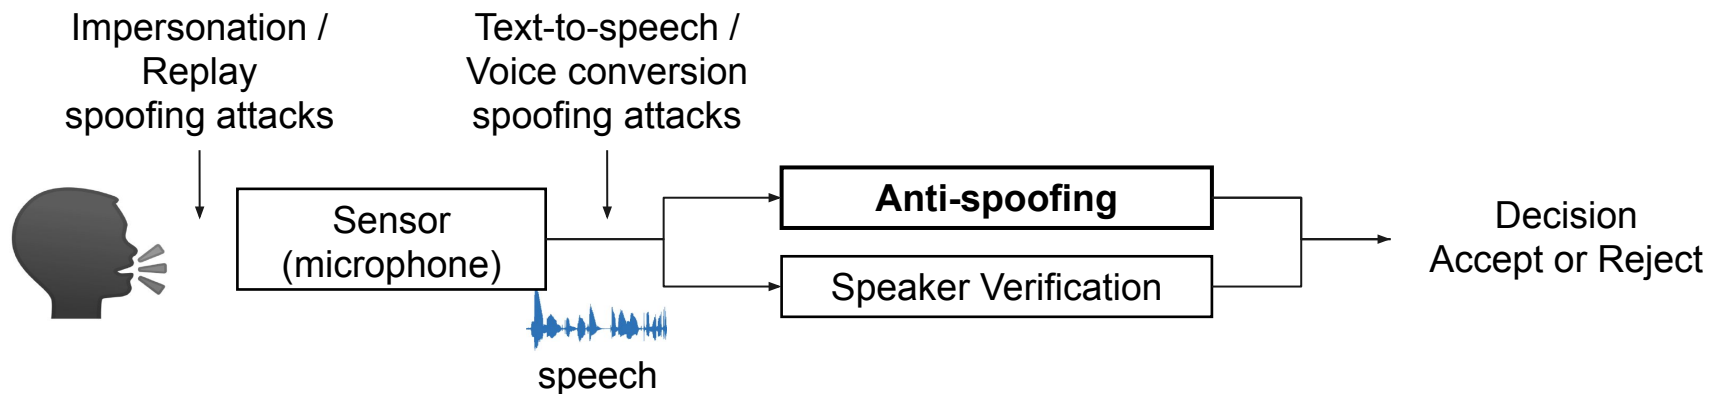 Impersonation /
Replay
spoofing attacks
Text-to-speech /
Voice conversion
spoofing attacks
Sensor
(microphone)
speech
Anti-spoofing
Speaker Verification
Decision
Accept or Reject